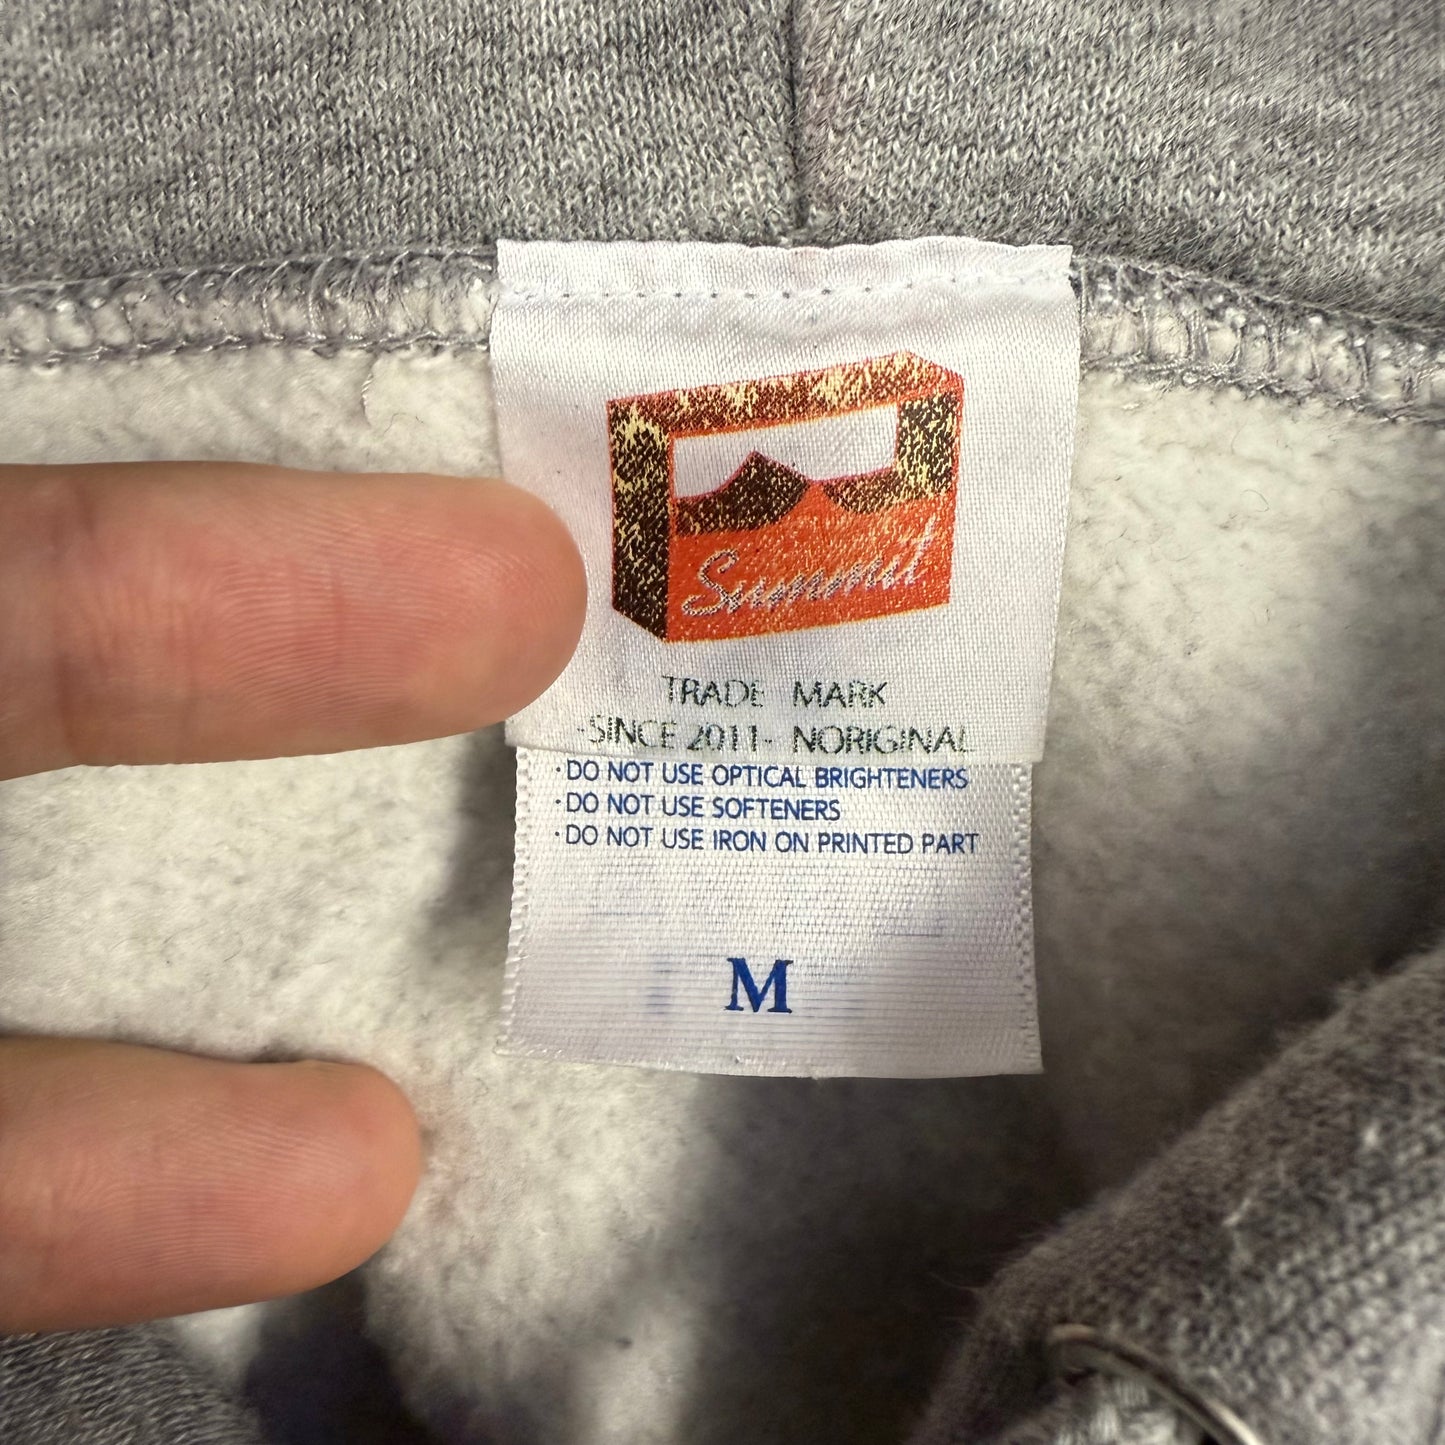 Summit
TRADE MARK
-SINCE 2011- NORIGINAL
·DO NOT USE OPTICAL BRIGHTENERS
·DO NOT USE SOFTENERS
·DO NOT USE IRON ON PRINTED PART
M